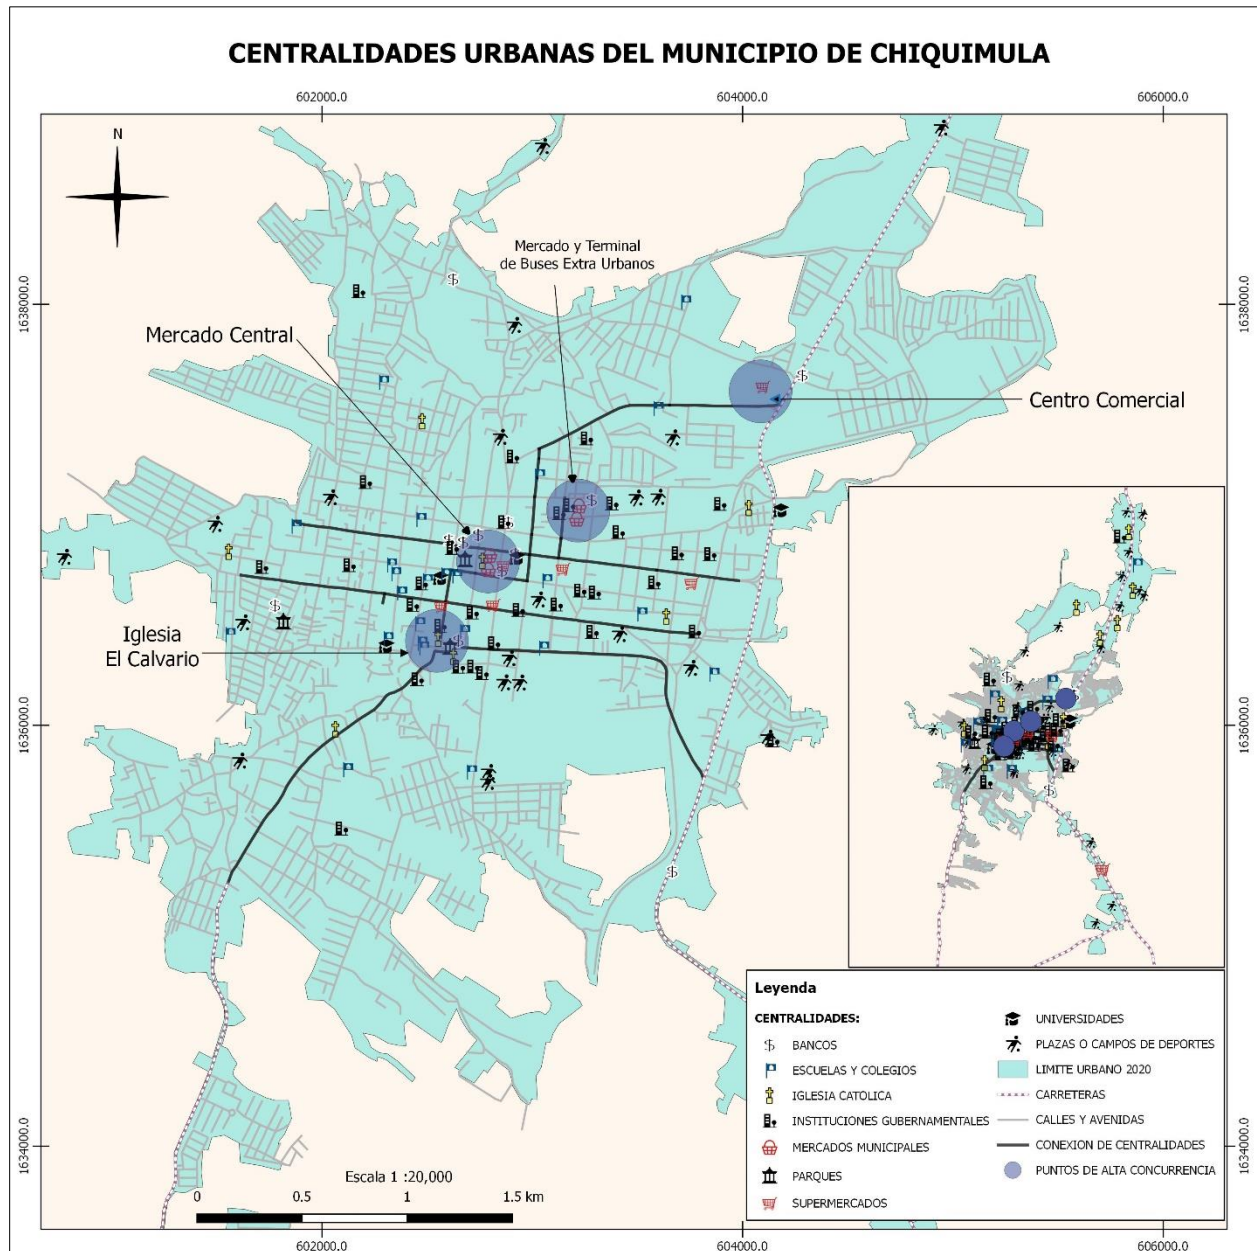 CENTRALIDADES URBANAS DEL MUNICIPIO DE CHIQUIMULA
602000.0
604000.0
606000.0
N
Mercado y Terminal
de Buses Extra Urbanos
1638000.0
1638000.0
Mercado Central
Centro Comercial
Iglesia
El Calvario
1636000.0
1636000.0
Leyenda
CENTRALIDADES:
BANCOS
ESCUELAS Y COLEGIOS
IGLESIA CATOLICA
INSTITUCIONES GUBERNAMENTALES
MERCADOS MUNICIPALES
PARQUES
SUPERMERCADOS
UNIVERSIDADES
PLAZAS O CAMPOS DE DEPORTES
LIMITE URBANO 2020
CARRETERAS
CALLES Y AVENIDAS
CONEXION DE CENTRALIDADES
PUNTOS DE ALTA CONCURRENCIA
1634000.0
1634000.0
Escala 1 :20,000
0 0.5 1 1.5 km
602000.0
604000.0
606000.0